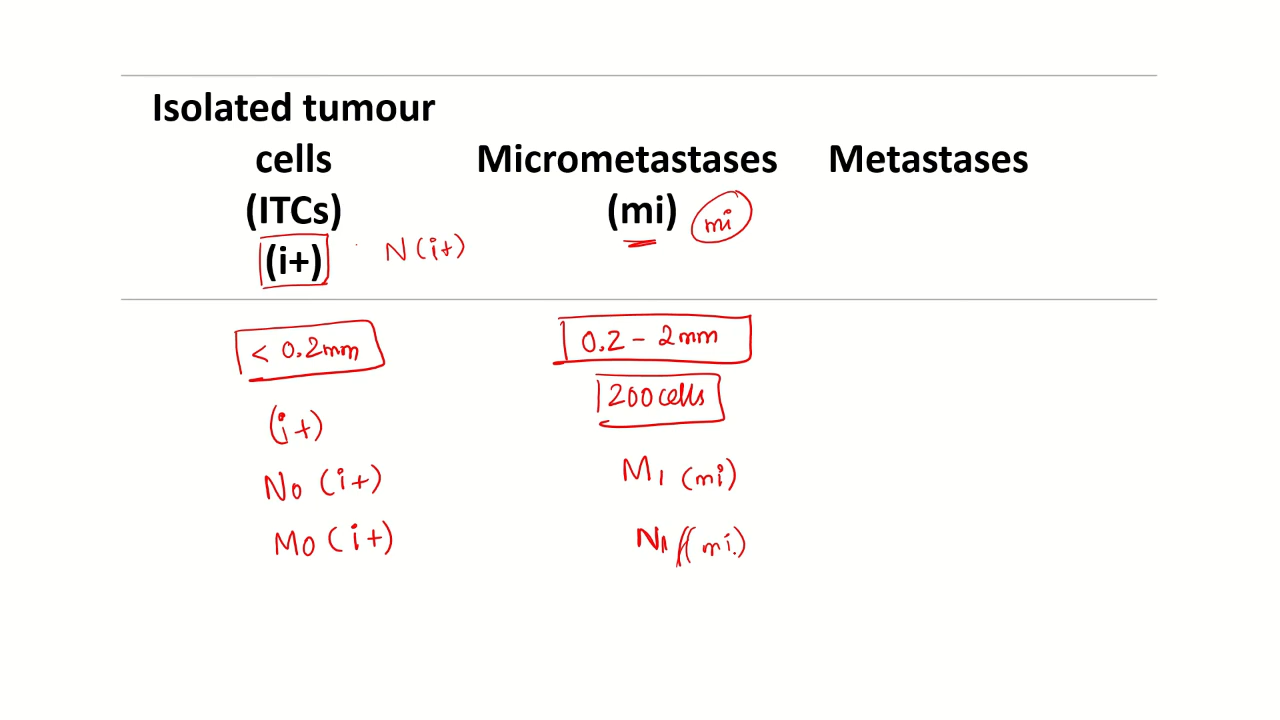 Isolated tumour
cells
(ITCs)
(i+)
N(i+)
Micrometastases
(mi)
mi
Metastases
< 0.2mm
(i+)
N0 (i+)
M0 (i+)
0.2 - 2mm
200 cells
M1 (mi)
N1 (mi)